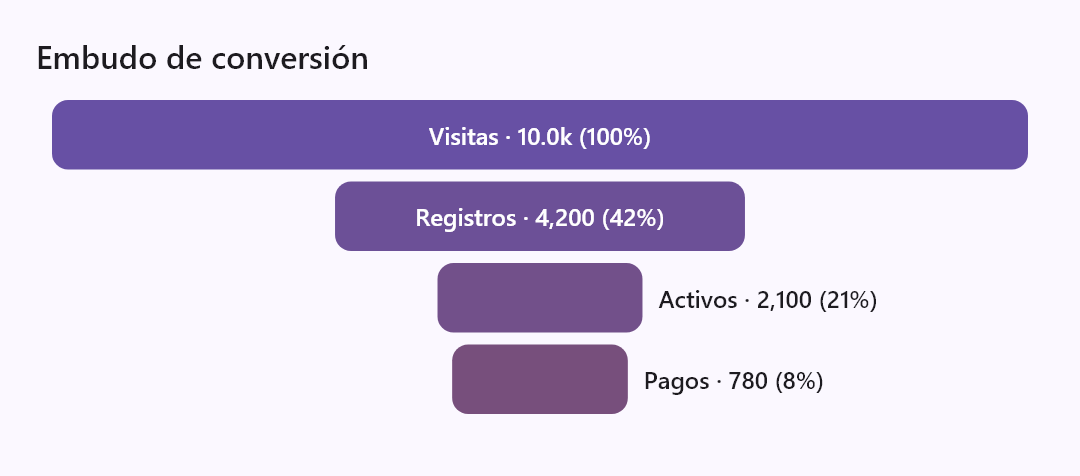 Embudo de conversión
Visitas · 10.0k (100%)
Registros · 4,200 (42%)
Activos · 2,100 (21%)
Pagos · 780 (8%)